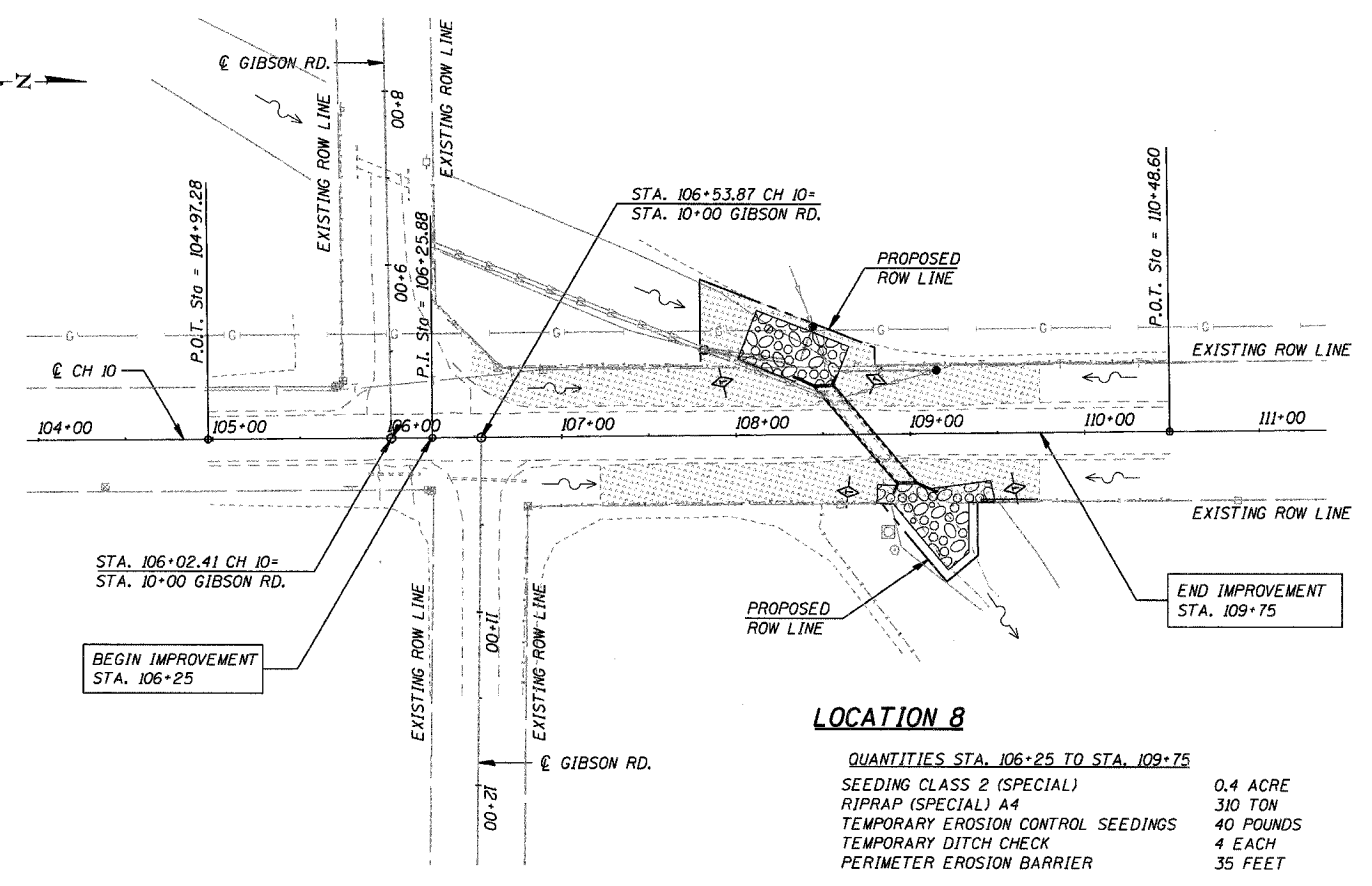 N
℄ GIBSON RD.
8+00
EXISTING ROW LINE
EXISTING ROW LINE
9+00
P.O.T. Sta = 104+97.28
P.I. Sta = 106+25.88
STA. 106+53.87 CH 10=
STA. 10+00 GIBSON RD.
PROPOSED
ROW LINE
P.O.T. Sta = 110+48.60
G G G G G G G G
EXISTING ROW LINE
℄ CH 10
104+00 105+00 106+00 107+00 108+00 109+00 110+00 111+00
EXISTING ROW LINE
STA. 106+02.41 CH 10=
STA. 10+00 GIBSON RD.
BEGIN IMPROVEMENT
STA. 106+25
EXISTING ROW LINE
11+00
EXISTING ROW LINE
PROPOSED
ROW LINE
END IMPROVEMENT
STA. 109+75
℄ GIBSON RD.
12+00
LOCATION 8
QUANTITIES STA. 106+25 TO STA. 109+75
SEEDING CLASS 2 (SPECIAL) 0.4 ACRE
RIPRAP (SPECIAL) A4 310 TON
TEMPORARY EROSION CONTROL SEEDINGS 40 POUNDS
TEMPORARY DITCH CHECK 4 EACH
PERIMETER EROSION BARRIER 35 FEET